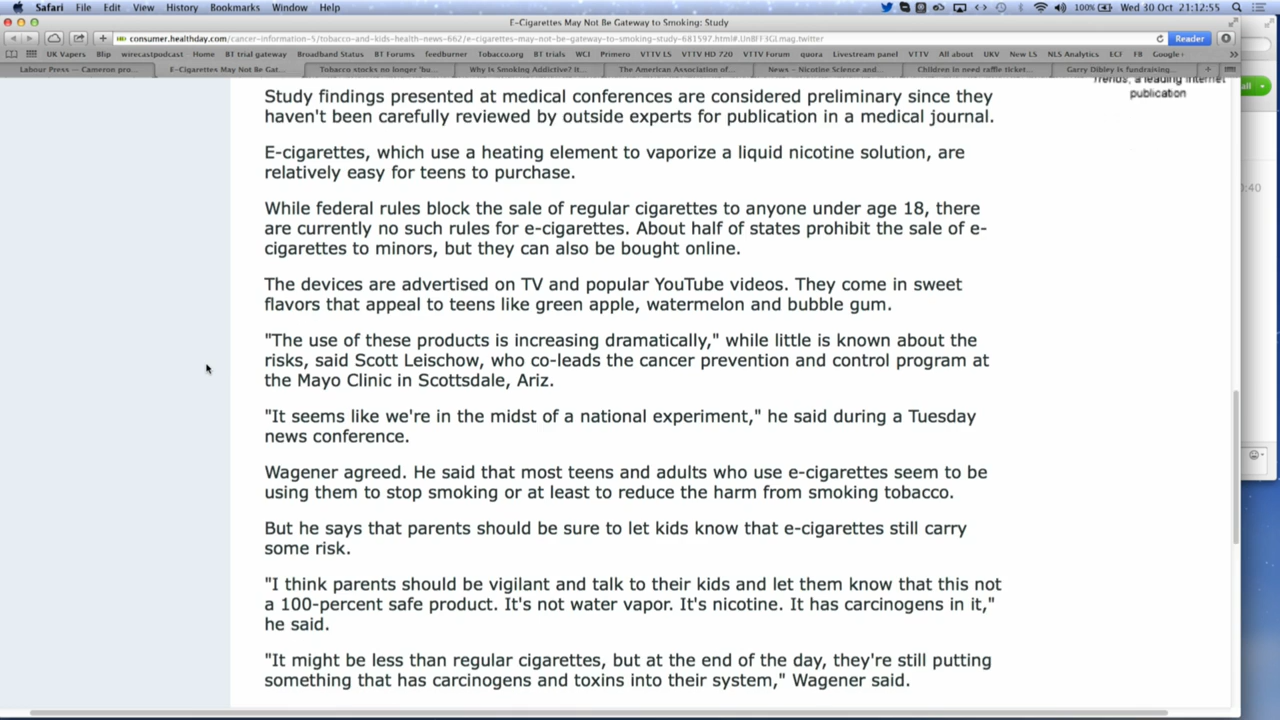 Safari File Edit View History Bookmarks Window Help 100% Wed 30 Oct 21:12:55
E-Cigarettes May Not Be Gateway to Smoking: Study
consumer.healthday.com/cancer-information-5/tobacco-and-kids-health-news-662/e-cigarettes-may-not-be-gateway-to-smoking-study-681597.html#.UnBFF3GLmag.twitter Reader
UK Vapers Blip wirecastpodcast Home BT trial gateway Broadcast Status BT Forums feedburner Tobacco.org BT trials WCI Primero VTTV LS VTTV HD 720 VTTV Forum quora Livestream panel VTTV All about UKV New LS NLS Analytics ECJ FB Google
Labour Press — Cameron pro... E-Cigarettes May Not Be Gat... Tobacco stocks no longer 'bu... Why is Smoking Addictive? It... The American Association of... News – Nicotine Science and... Children in need raffle ticket... Garry Dibley is fundraising...
Trends, a leading Internet
publication
Study findings presented at medical conferences are considered preliminary since they
haven't been carefully reviewed by outside experts for publication in a medical journal.
E-cigarettes, which use a heating element to vaporize a liquid nicotine solution, are
relatively easy for teens to purchase.
While federal rules block the sale of regular cigarettes to anyone under age 18, there
are currently no such rules for e-cigarettes. About half of states prohibit the sale of e-
cigarettes to minors, but they can also be bought online.
The devices are advertised on TV and popular YouTube videos. They come in sweet
flavors that appeal to teens like green apple, watermelon and bubble gum.
"The use of these products is increasing dramatically," while little is known about the
risks, said Scott Leischow, who co-leads the cancer prevention and control program at
the Mayo Clinic in Scottsdale, Ariz.
"It seems like we're in the midst of a national experiment," he said during a Tuesday
news conference.
Wagener agreed. He said that most teens and adults who use e-cigarettes seem to be
using them to stop smoking or at least to reduce the harm from smoking tobacco.
But he says that parents should be sure to let kids know that e-cigarettes still carry
some risk.
"I think parents should be vigilant and talk to their kids and let them know that this not
a 100-percent safe product. It's not water vapor. It's nicotine. It has carcinogens in it,"
he said.
"It might be less than regular cigarettes, but at the end of the day, they're still putting
something that has carcinogens and toxins into their system," Wagener said.